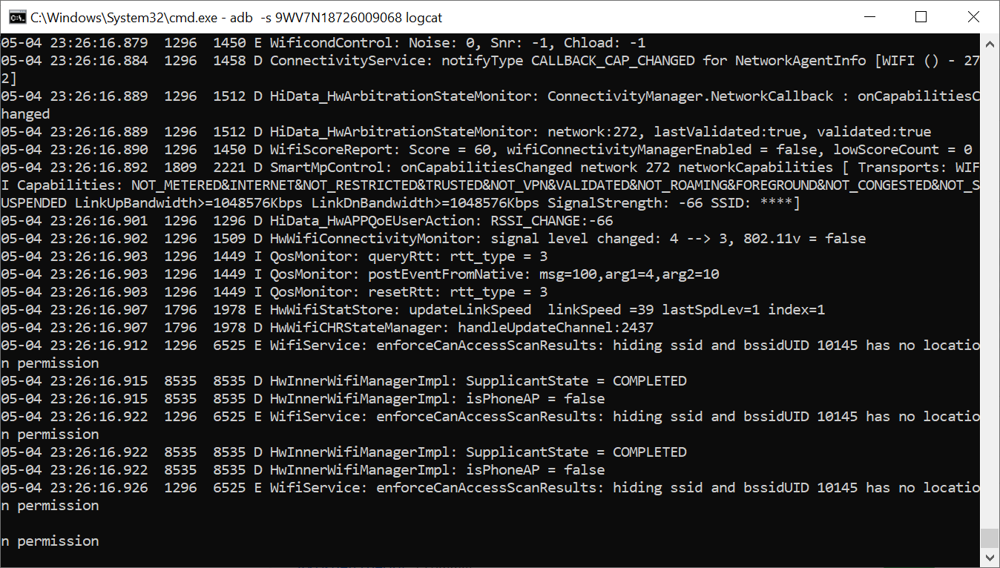 C:\Windows\System32\cmd.exe - adb  -s 9WV7N18726009068 logcat
05-04 23:26:16.879  1296  1450 E WificondControl: Noise: 0, Snr: -1, Chload: -1
05-04 23:26:16.884  1296  1458 D ConnectivityService: notifyType CALLBACK_CAP_CHANGED for NetworkAgentInfo [WIFI () - 27
2]
05-04 23:26:16.889  1296  1512 D HiData_HwArbitrationStateMonitor: ConnectivityManager.NetworkCallback : onCapabilitiesC
hanged
05-04 23:26:16.889  1296  1512 D HiData_HwArbitrationStateMonitor: network:272, lastValidated:true, validated:true
05-04 23:26:16.890  1296  1450 D WifiScoreReport: Score = 60, wifiConnectivityManagerEnabled = false, lowScoreCount = 0
05-04 23:26:16.892  1809  2221 D SmartMpControl: onCapabilitiesChanged network 272 networkCapabilities [ Transports: WIF
I Capabilities: NOT_METERED&INTERNET&NOT_RESTRICTED&TRUSTED&NOT_VPN&VALIDATED&NOT_ROAMING&FOREGROUND&NOT_CONGESTED&NOT_S
USPENDED LinkUpBandwidth>=1048576Kbps LinkDnBandwidth>=1048576Kbps SignalStrength: -66 SSID: ****]
05-04 23:26:16.901  1296  1296 D HiData_HwAPPQoEUserAction: RSSI_CHANGE:-66
05-04 23:26:16.902  1296  1509 D HwWifiConnectivityMonitor: signal level changed: 4 --> 3, 802.11v = false
05-04 23:26:16.903  1296  1449 I QosMonitor: queryRtt: rtt_type = 3
05-04 23:26:16.903  1296  1449 I QosMonitor: postEventFromNative: msg=100,arg1=4,arg2=10
05-04 23:26:16.903  1296  1449 I QosMonitor: resetRtt: rtt_type = 3
05-04 23:26:16.907  1796  1978 E HwWifiStatStore: updateLinkSpeed  linkSpeed =39 lastSpdLev=1 index=1
05-04 23:26:16.907  1796  1978 D HwWifiCHRStateManager: handleUpdateChannel:2437
05-04 23:26:16.912  1296  6525 E WifiService: enforceCanAccessScanResults: hiding ssid and bssidUID 10145 has no locatio
n permission
05-04 23:26:16.915  8535  8535 D HwInnerWifiManagerImpl: SupplicantState = COMPLETED
05-04 23:26:16.915  8535  8535 D HwInnerWifiManagerImpl: isPhoneAP = false
05-04 23:26:16.922  1296  6525 E WifiService: enforceCanAccessScanResults: hiding ssid and bssidUID 10145 has no locatio
n permission
05-04 23:26:16.922  8535  8535 D HwInnerWifiManagerImpl: SupplicantState = COMPLETED
05-04 23:26:16.922  8535  8535 D HwInnerWifiManagerImpl: isPhoneAP = false
05-04 23:26:16.926  1296  6525 E WifiService: enforceCanAccessScanResults: hiding ssid and bssidUID 10145 has no locatio
n permission
n permission